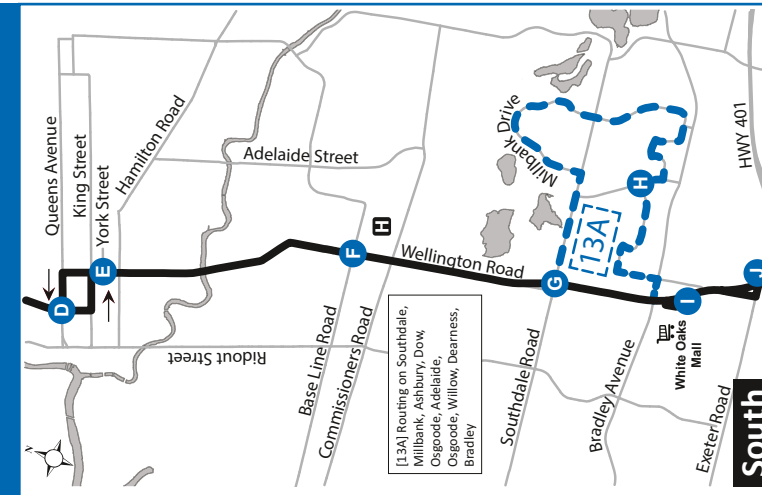 Queens Avenue
King Street
York Street
Hamilton Road
D
E
Adelaide Street
Ridout Street
N
F
H
Base Line Road
Commissioners Road
Wellington Road
[13A] Routing on Southdale,
Millbank, Ashbury, Dow,
Osgoode, Adelaide,
Osgoode, Willow, Dearness,
Bradley
Millbank Drive
G
13A
H
Southdale Road
Bradley Avenue
I
White Oaks
Mall
HWY 401
J
Exeter Road
South